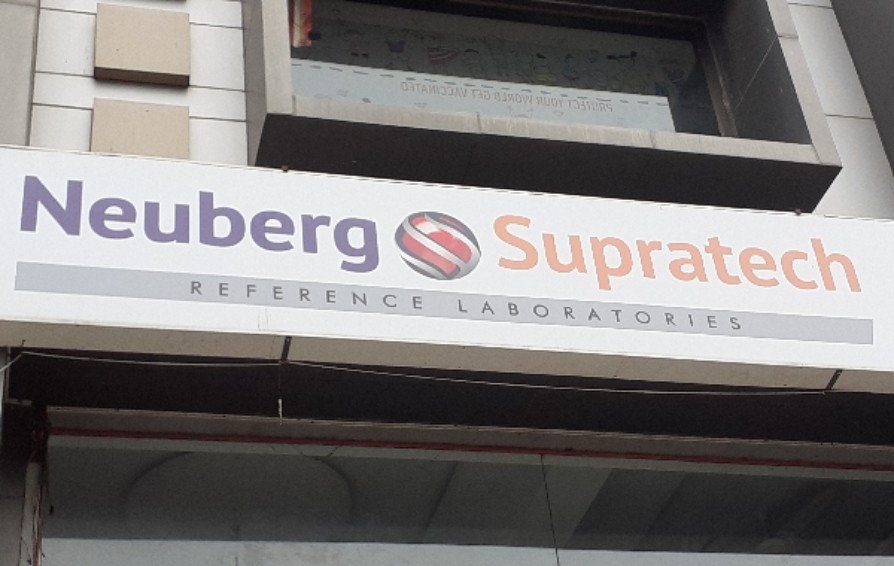 PROTECT YOUR WORLD GET VACCINATED
Neuberg Supratech
REFERENCE LABORATORIES